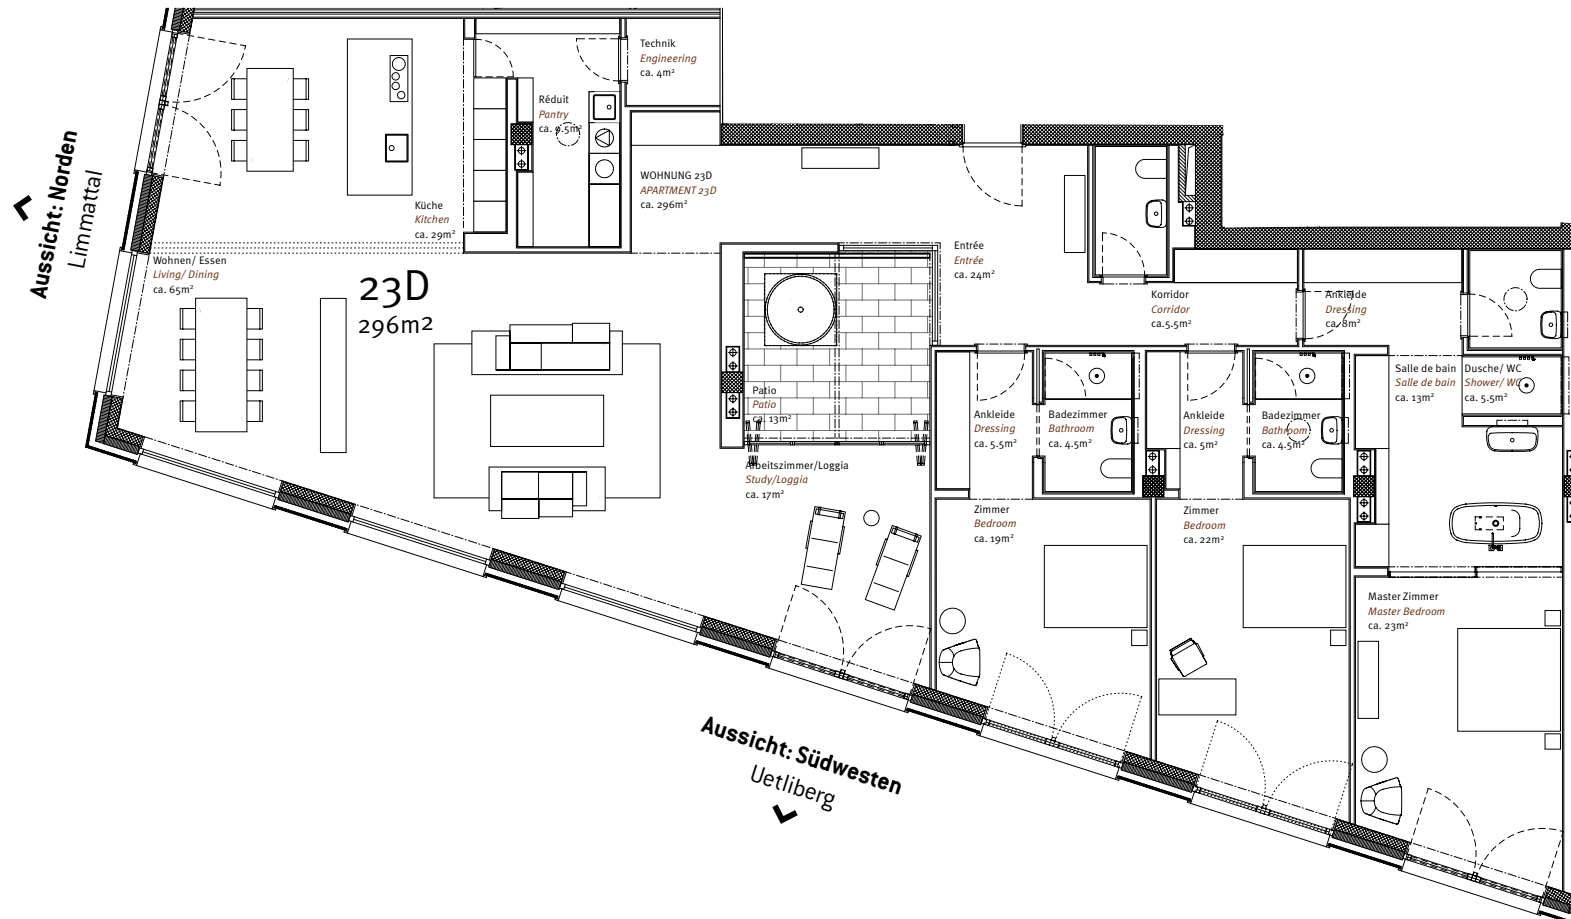 Technik
Engineering
ca. 4m²
Réduit
Pantry
ca. 9.5m²
WOHNUNG 23D
APARTMENT 23D
ca. 296m²
Küche
Kitchen
ca. 29m²
Aussicht: Norden
Limmattal
Wohnen/ Essen
Living/ Dining
ca. 65m²
23D
296m2
Entrée
Entrée
ca. 24m²
Korridor
Corridor
ca.5.5m²
Ankleide
Dressing
ca. 8m²
Patio
Patio
ca. 13m²
Ankleide
Dressing
ca. 5.5m²
Badezimmer
Bathroom
ca. 4.5m²
Ankleide
Dressing
ca. 5m²
Badezimmer
Bathroom
ca. 4.5m²
Salle de bain
Salle de bain
ca. 13m²
Dusche/ WC
Shower/ WC
ca. 5.5m²
Arbeitszimmer/Loggia
Study/Loggia
ca. 17m²
Zimmer
Bedroom
ca. 19m²
Zimmer
Bedroom
ca. 22m²
Master Zimmer
Master Bedroom
ca. 23m²
Aussicht: Südwesten
Uetliberg